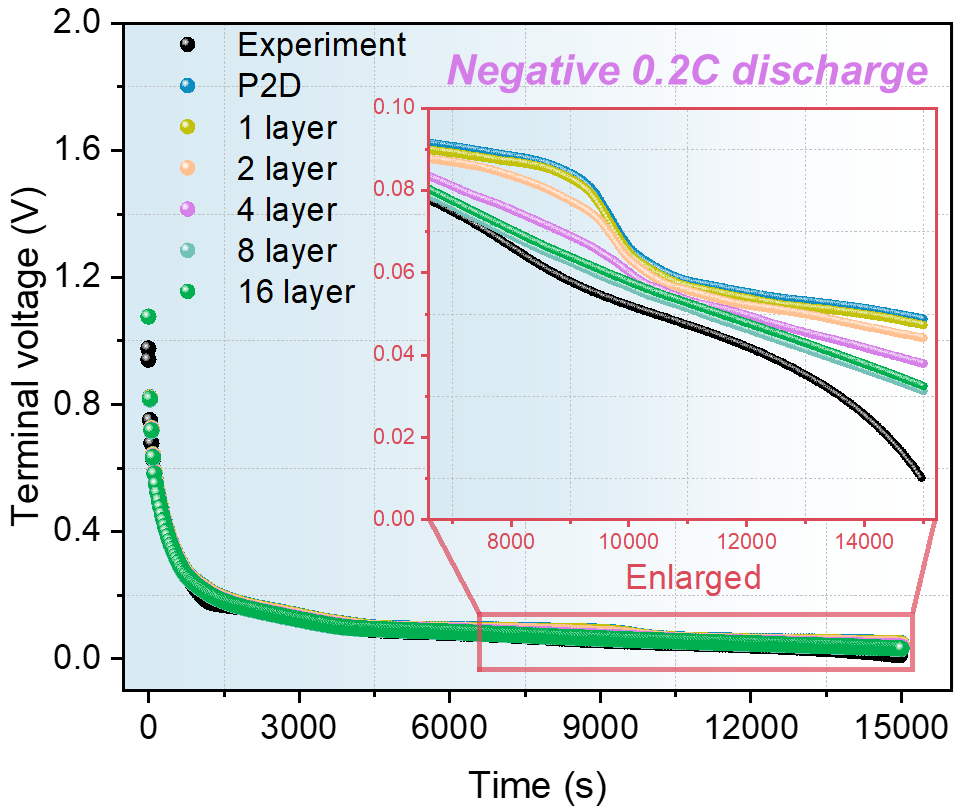 Negative 0.2C discharge
Experiment
P2D
1 layer
2 layer
4 layer
8 layer
16 layer
2.0
1.6
1.2
0.8
0.4
0.0
Terminal voltage (V)
0.10
0.08
0.06
0.04
0.02
0.00
8000 10000 12000 14000
Enlarged
0 3000 6000 9000 12000 15000
Time (s)